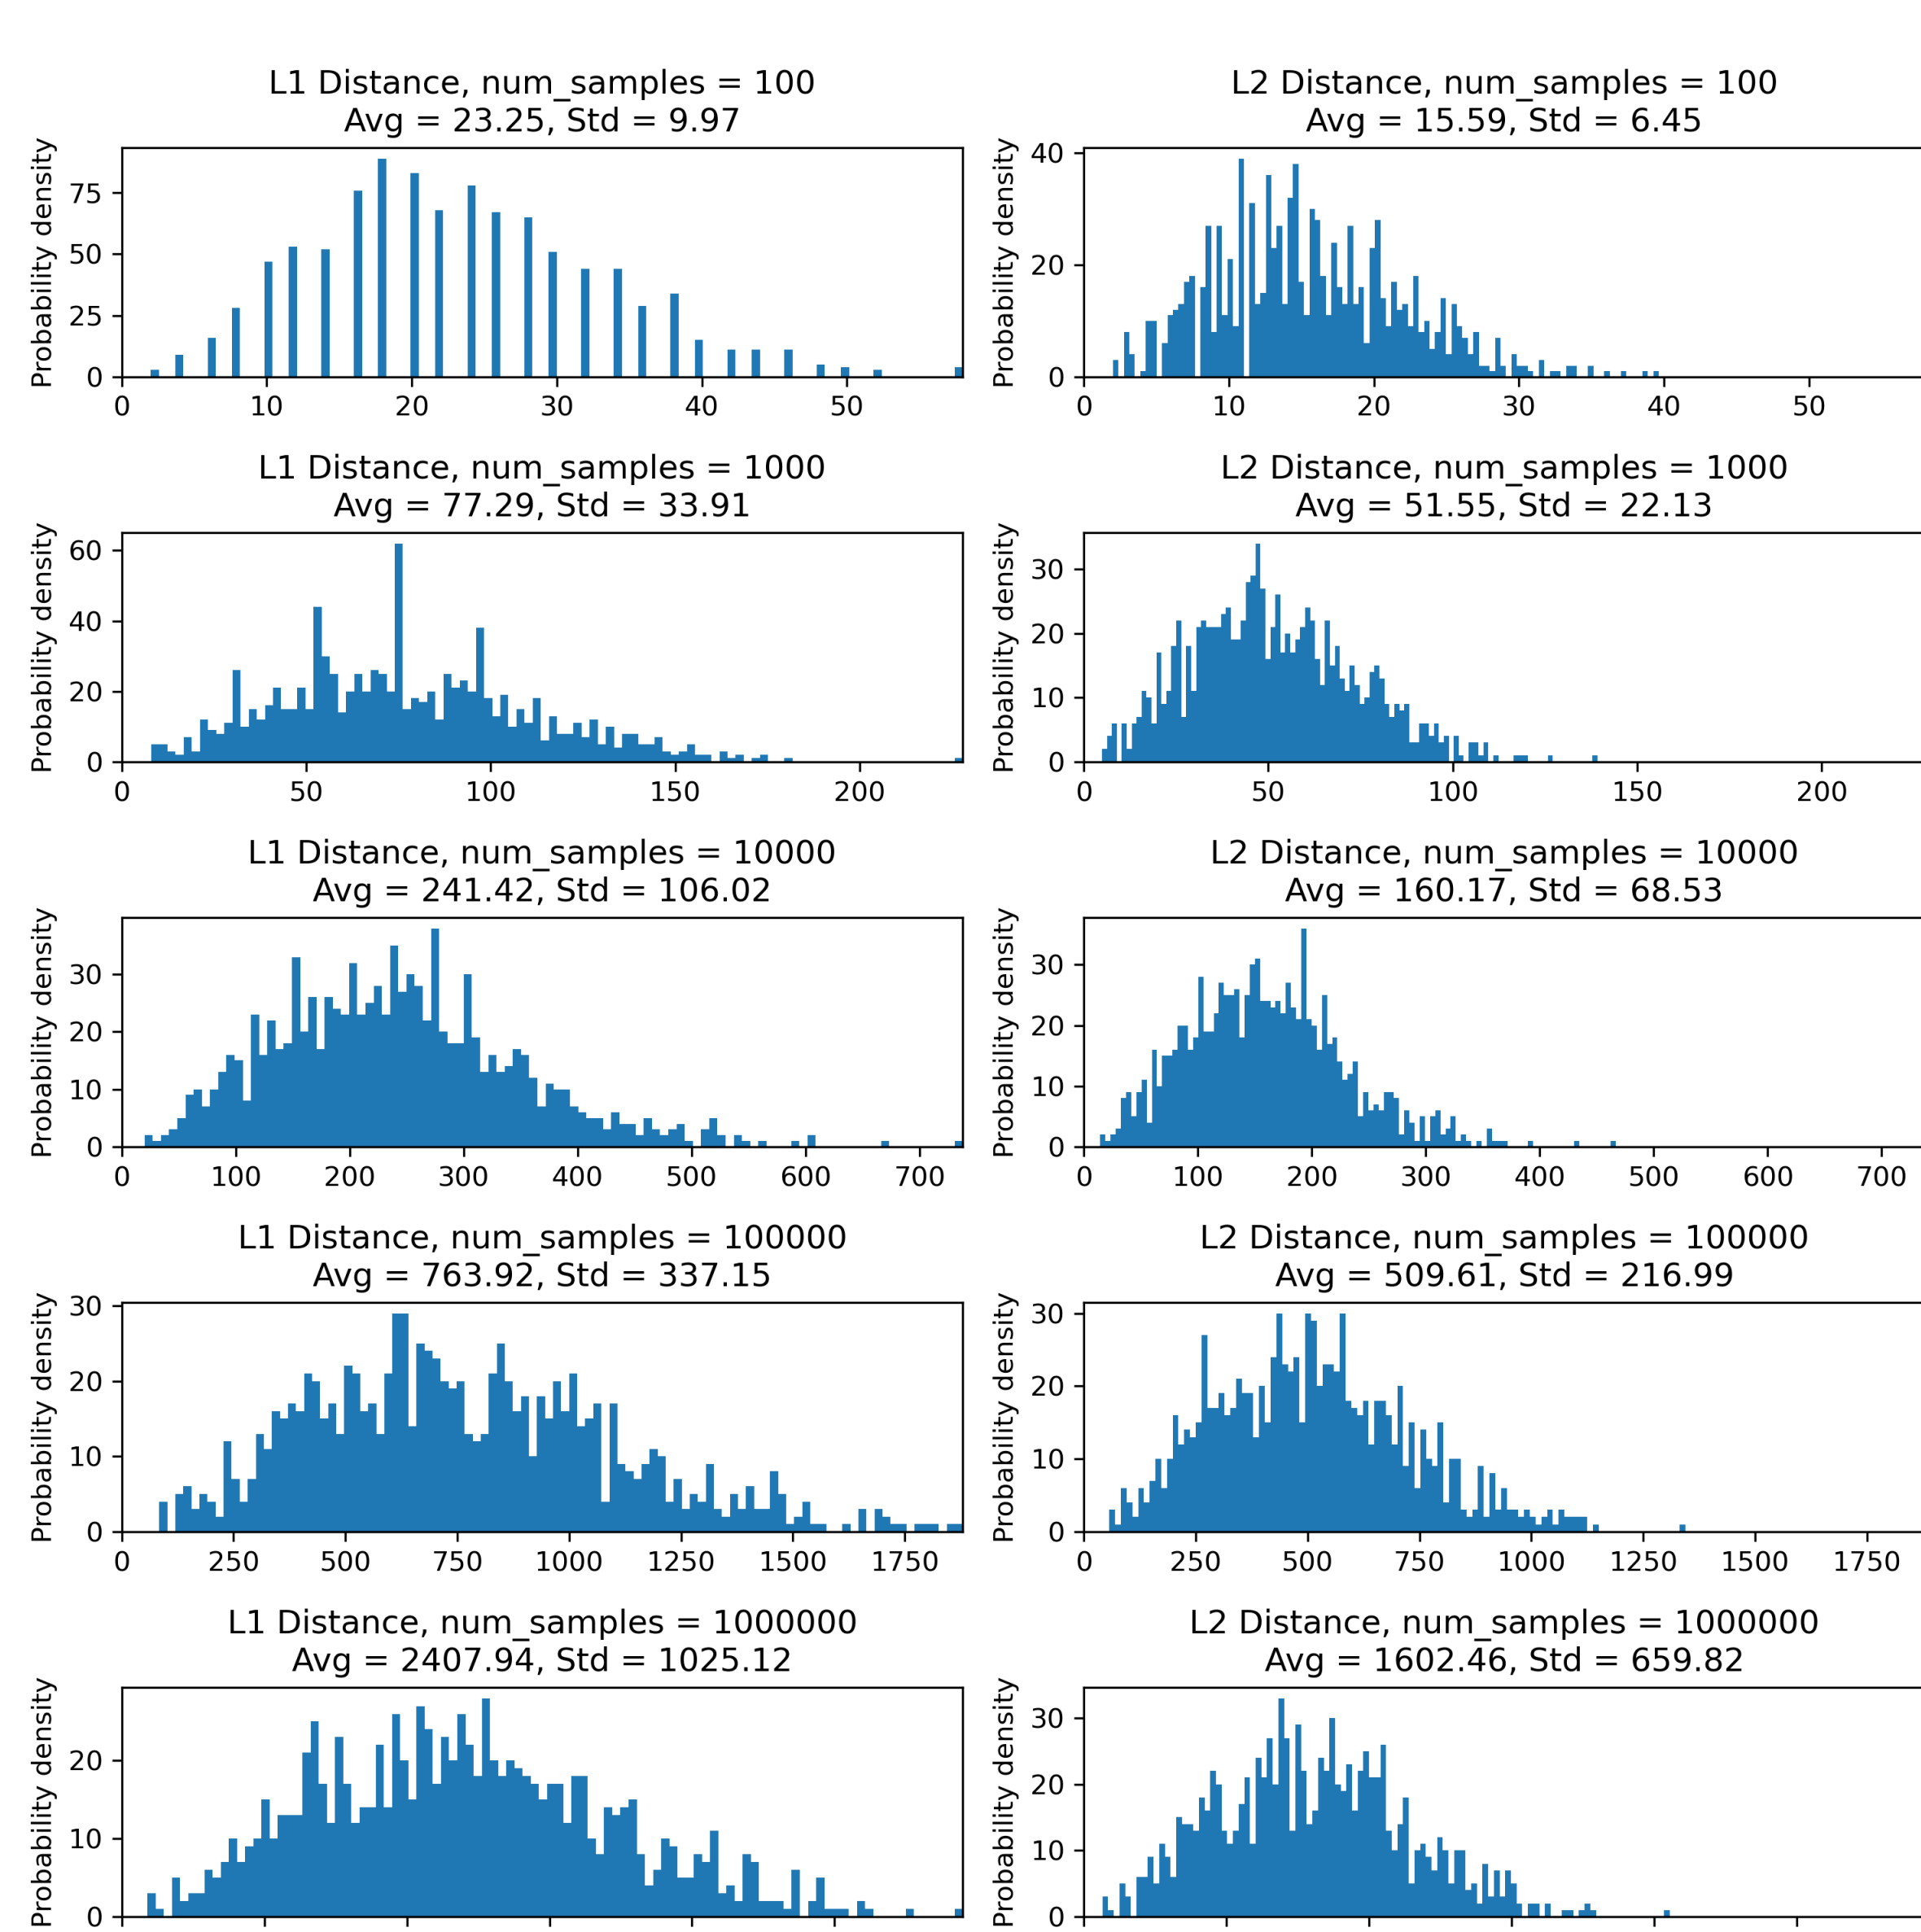 L1 Distance, num_samples = 100
Avg = 23.25, Std = 9.97
Probability density
75
50
25
0
0 10 20 30 40 50
L2 Distance, num_samples = 100
Avg = 15.59, Std = 6.45
Probability density
40
20
0
0 10 20 30 40 50
L1 Distance, num_samples = 1000
Avg = 77.29, Std = 33.91
Probability density
60
40
20
0
0 50 100 150 200
L2 Distance, num_samples = 1000
Avg = 51.55, Std = 22.13
Probability density
30
20
10
0
0 50 100 150 200
L1 Distance, num_samples = 10000
Avg = 241.42, Std = 106.02
Probability density
30
20
10
0
0 100 200 300 400 500 600 700
L2 Distance, num_samples = 10000
Avg = 160.17, Std = 68.53
Probability density
30
20
10
0
0 100 200 300 400 500 600 700
L1 Distance, num_samples = 100000
Avg = 763.92, Std = 337.15
Probability density
30
20
10
0
0 250 500 750 1000 1250 1500 1750
L2 Distance, num_samples = 100000
Avg = 509.61, Std = 216.99
Probability density
30
20
10
0
0 250 500 750 1000 1250 1500 1750
L1 Distance, num_samples = 1000000
Avg = 2407.94, Std = 1025.12
Probability density
20
10
0
L2 Distance, num_samples = 1000000
Avg = 1602.46, Std = 659.82
Probability density
30
20
10
0